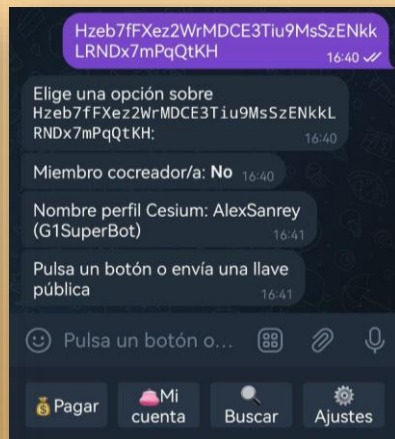 Hzeb7fFXez2WrMDCE3Tiu9MsSzENkk
LRNDx7mPqQtKH
16:40
Elige una opción sobre
Hzeb7fFXez2WrMDCE3Tiu9MsSzENkkL
RNDx7mPqQtKH:
16:40
Miembro cocreador/a: No 16:40
Nombre perfil Cesium: AlexSanrey
(G1SuperBot)
16:41
Pulsa un botón o envía una llave
pública
16:41
Pulsa un botón o...
Pagar
Mi
cuenta
Buscar
Ajustes